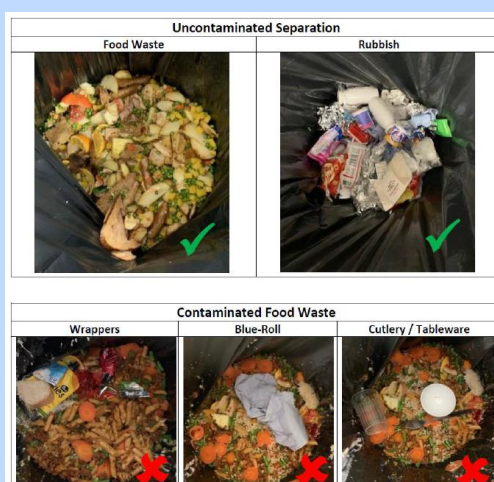 Uncontaminated Separation
Food Waste
Rubbish
Contaminated Food Waste
Wrappers
Blue-Roll
Cutlery / Tableware